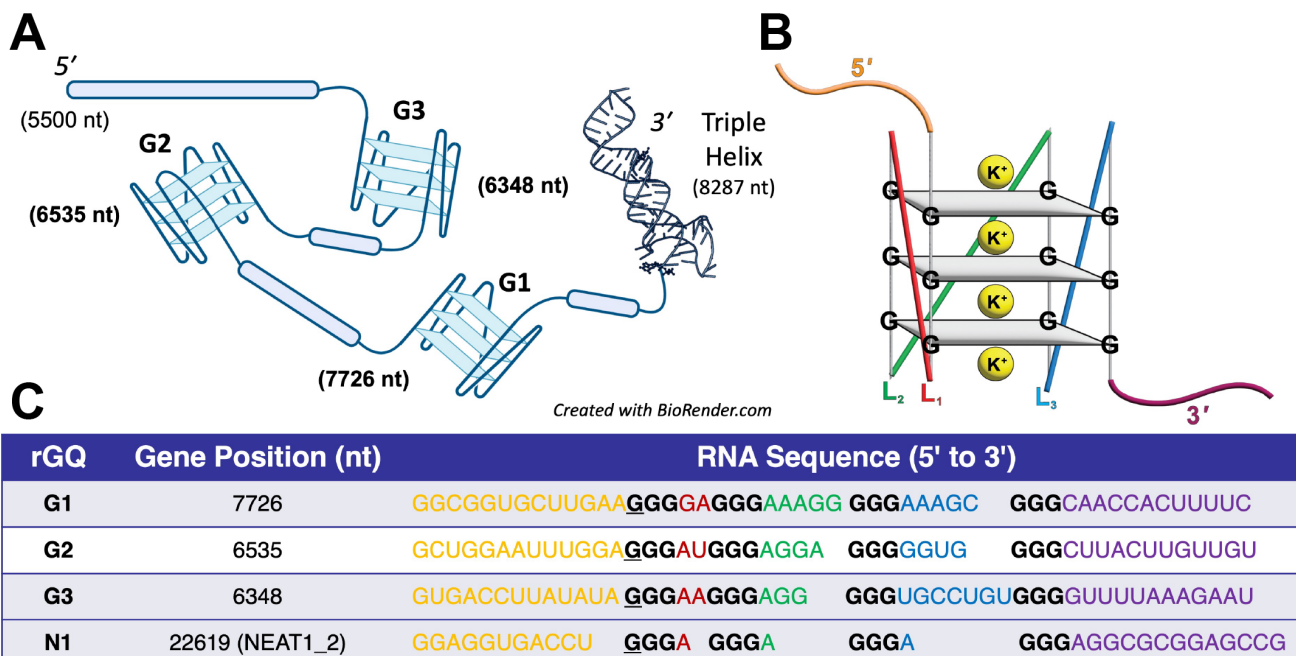 A
5′
(5500 nt)
G3
(6348 nt)
G2
(6535 nt)
G1
(7726 nt)
3′
Triple
Helix
(8287 nt)
Created with BioRender.com
B
5′
K+
G G
G G
K+
G G
G G
K+
G G
G G
K+
L2 L1 L3
3′
C
rGQ Gene Position (nt) RNA Sequence (5' to 3')
G1 7726 GGCGGUGCUUGAAGGGGAGGGAAAGG GGGAAAGC GGGCAACCACUUUUC
G2 6535 GCUGGAAUUUGGAGGGAUGGGAGGA GGGGGUG GGGCUUACUUGUUGU
G3 6348 GUGACCUUAUAUA GGGAAGGGAGG GGGUGCCUGUGGGGUUUUAAAGAAU
N1 22619 (NEAT1_2) GGAGGUGACCU GGGA GGGA GGGA GGGAGGCGCGGAGCCG